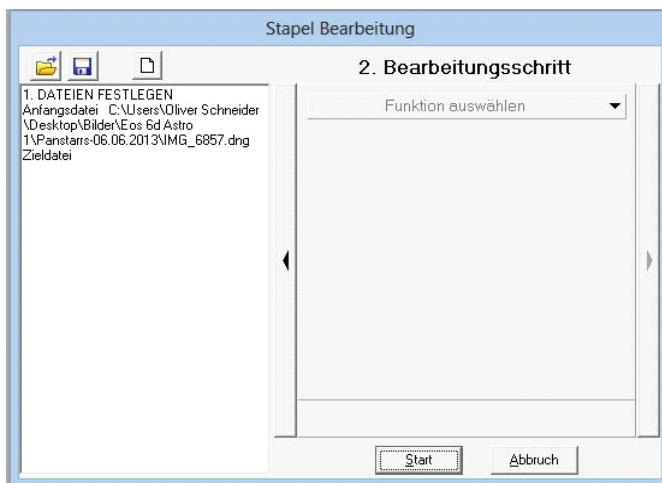 Stapel Bearbeitung
2. Bearbeitungsschritt
1. DATEIEN FESTLEGEN
Anfangsdatei C:\Users\Oliver Schneider
\Desktop\Bilder\Eos 6d Astro
1\Panstarrs-06.06.2013\IMG_6857.dng
Zieldatei
Funktion auswählen
Start
Abbruch